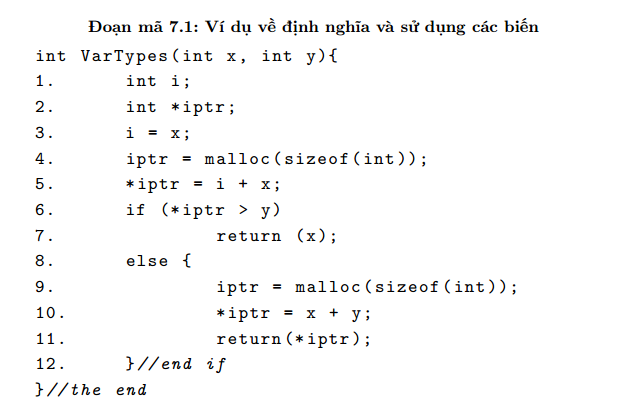 Đoạn mã 7.1: Ví dụ về định nghĩa và sử dụng các biến
int VarTypes(int x, int y){
1. int i;
2. int *iptr;
3. i = x;
4. iptr = malloc(sizeof(int));
5. *iptr = i + x;
6. if (*iptr > y)
7. return (x);
8. else {
9. iptr = malloc(sizeof(int));
10. *iptr = x + y;
11. return(*iptr);
12. }//end if
}//the end